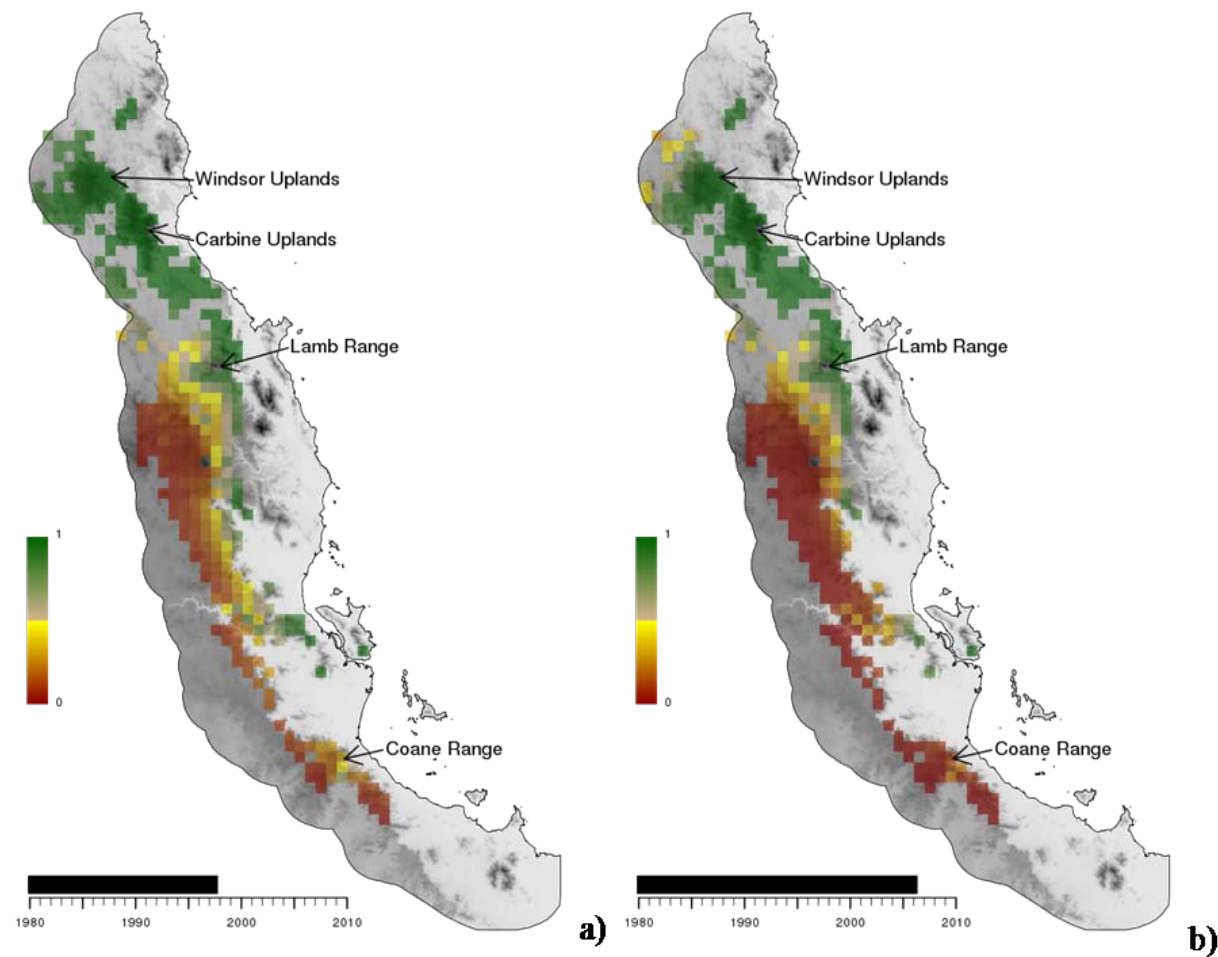 Windsor Uplands
Carbine Uplands
Lamb Range
1
0
Coane Range
1980 1990 2000 2010
a)
Windsor Uplands
Carbine Uplands
Lamb Range
1
0
Coane Range
1980 1990 2000 2010
b)